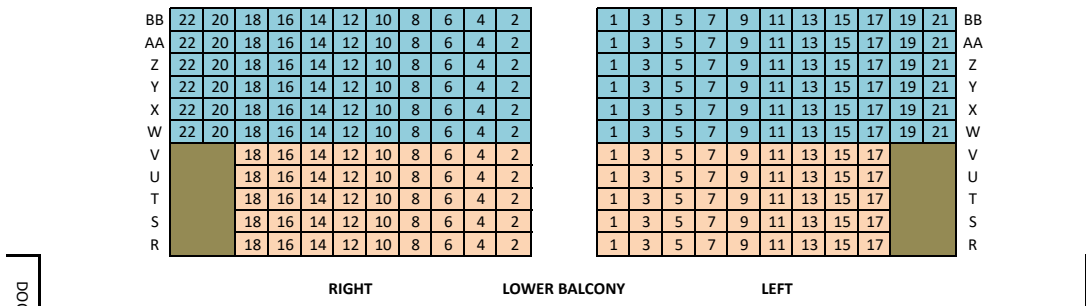 BB 22 20 18 16 14 12 10 8 6 4 2 1 3 5 7 9 11 13 15 17 19 21 BB
AA 22 20 18 16 14 12 10 8 6 4 2 1 3 5 7 9 11 13 15 17 19 21 AA
Z 22 20 18 16 14 12 10 8 6 4 2 1 3 5 7 9 11 13 15 17 19 21 Z
Y 22 20 18 16 14 12 10 8 6 4 2 1 3 5 7 9 11 13 15 17 19 21 Y
X 22 20 18 16 14 12 10 8 6 4 2 1 3 5 7 9 11 13 15 17 19 21 X
W 22 20 18 16 14 12 10 8 6 4 2 1 3 5 7 9 11 13 15 17 19 21 W
V 18 16 14 12 10 8 6 4 2 1 3 5 7 9 11 13 15 17 V
U 18 16 14 12 10 8 6 4 2 1 3 5 7 9 11 13 15 17 U
T 18 16 14 12 10 8 6 4 2 1 3 5 7 9 11 13 15 17 T
S 18 16 14 12 10 8 6 4 2 1 3 5 7 9 11 13 15 17 S
R 18 16 14 12 10 8 6 4 2 1 3 5 7 9 11 13 15 17 R
RIGHT LOWER BALCONY LEFT